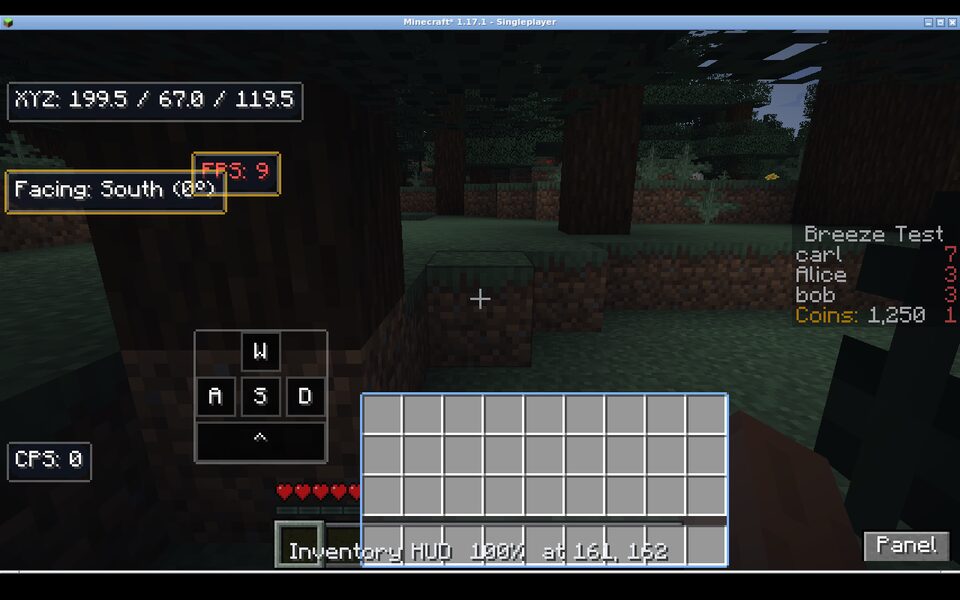 Minecraft* 1.17.1 - Singleplayer
XYZ: 199.5 / 67.0 / 119.5
FPS: 9
Facing: South (0º)
Breeze Test
carl 7
Alice 3
bob 3
Coins: 1,250 1
W
A S D
^
CPS: 0
Inventory HUD 100% at 161, 162
Panel